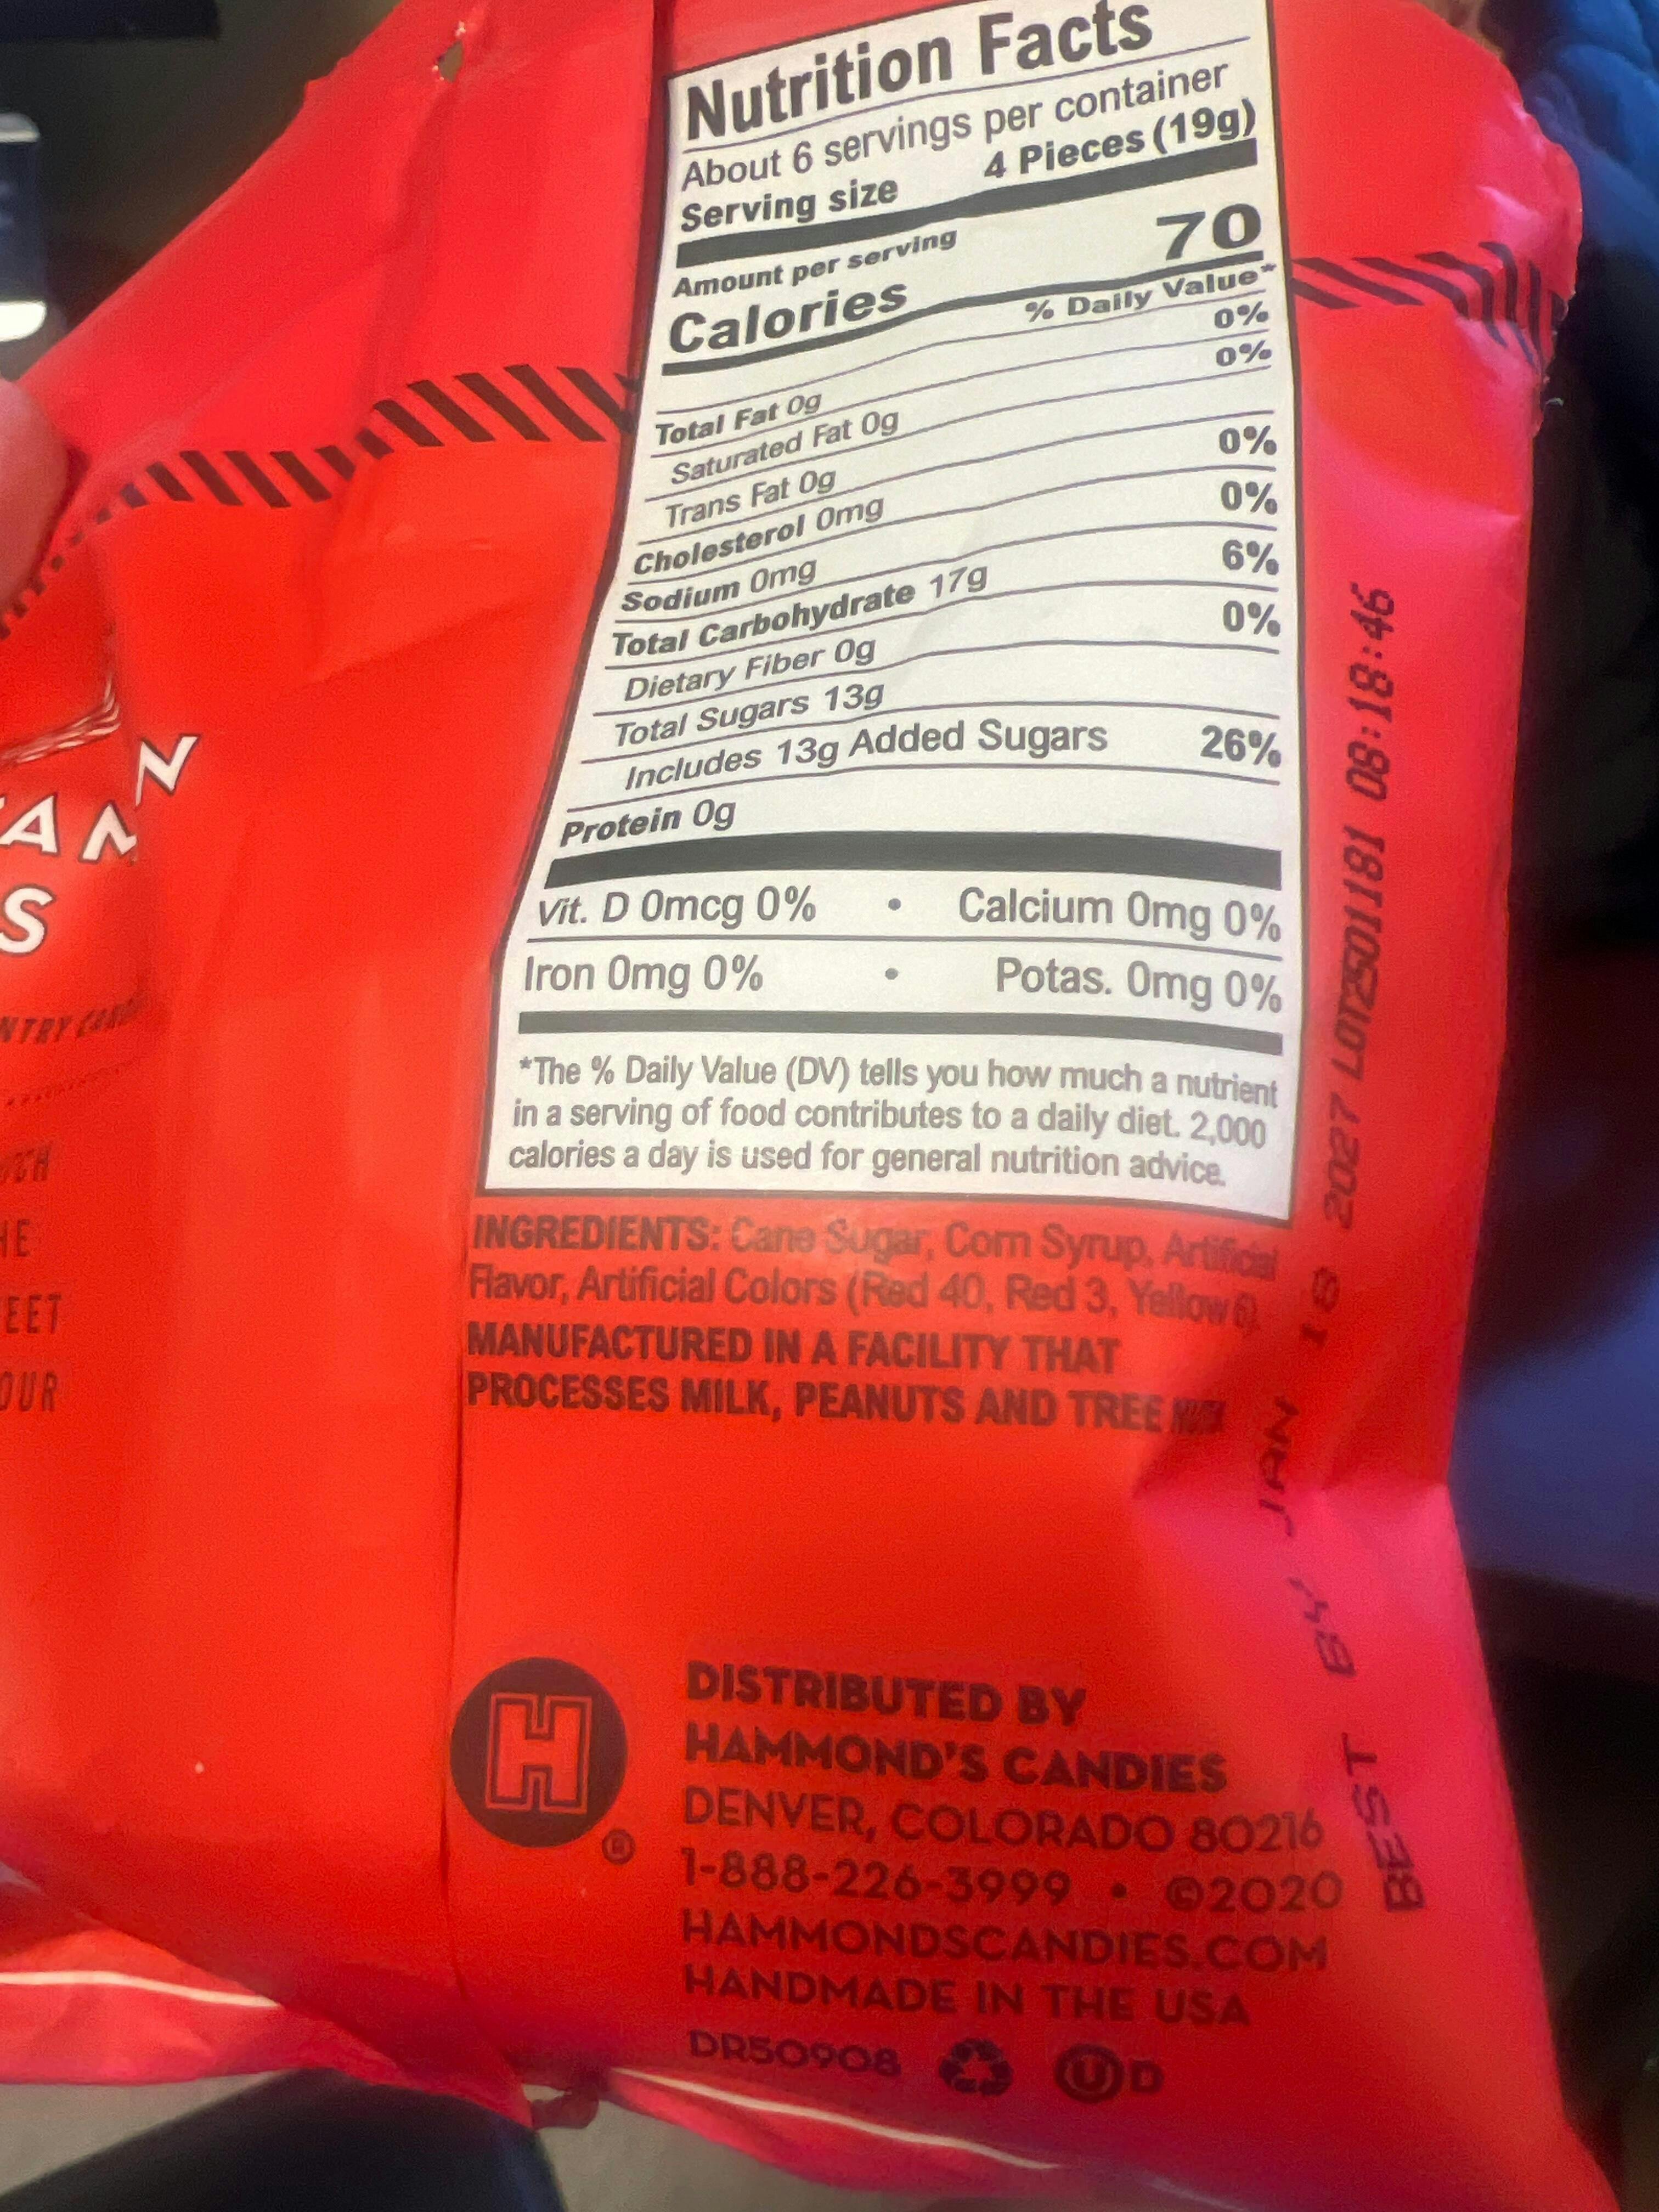 Nutrition Facts
About 6 servings per container
Serving size 4 Pieces (19g)
Amount per serving
Calories 70
% Daily Value*
Total Fat 0g 0%
Saturated Fat 0g 0%
Trans Fat 0g
Cholesterol 0mg 0%
Sodium 0mg 0%
Total Carbohydrate 17g 6%
Dietary Fiber 0g 0%
Total Sugars 13g
Includes 13g Added Sugars 26%
Protein 0g
Vit. D 0mcg 0% • Calcium 0mg 0%
Iron 0mg 0% • Potas. 0mg 0%
*The % Daily Value (DV) tells you how much a nutrient
in a serving of food contributes to a daily diet. 2,000
calories a day is used for general nutrition advice.
INGREDIENTS: Cane Sugar, Corn Syrup, Artificial
Flavor, Artificial Colors (Red 40, Red 3, Yellow 6).
MANUFACTURED IN A FACILITY THAT
PROCESSES MILK, PEANUTS AND TREE
H
®
DISTRIBUTED BY
HAMMOND'S CANDIES
DENVER, COLORADO 80216
1-888-226-3999 • ©2020
HAMMONDSCANDIES.COM
HANDMADE IN THE USA
DR50908 U D
BEST BY JAN 18 2027 LOT2501181 08:18:46
EET
OUR